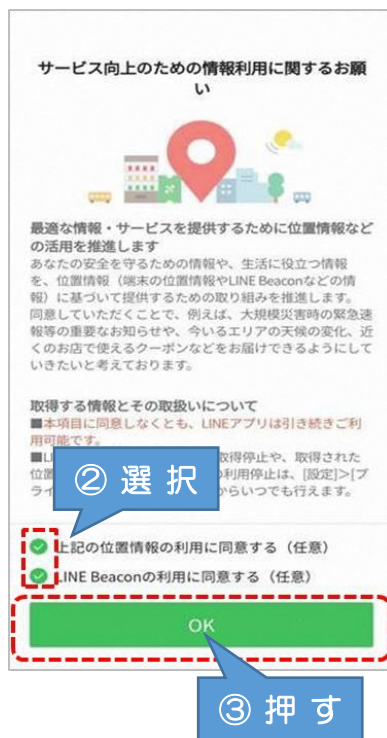 サービス向上のための情報利用に関するお願
い
最適な情報・サービスを提供するために位置情報など
の活用を推進します
あなたの安全を守るための情報や、生活に役立つ情報
を、位置情報（端末の位置情報やLINE Beaconなどの情
報）に基づいて提供するための取り組みを推進します。
同意していただくことで、例えば、大規模災害時の緊急速
報等の重要なお知らせや、今いるエリアの天候の変化、近
くのお店で使えるクーポンなどをお届けできるようにして
いきたいと考えております。
取得する情報とその取扱いについて
■本項目に同意しなくとも、LINEアプリは引き続きご利
用可能です。
■LI 取得停止や、取得された
位置 の利用停止は、[設定]>[プ
ライ からいつでも行えます。
② 選 択
上記の位置情報の利用に同意する（任意）
LINE Beaconの利用に同意する（任意）
OK
③ 押 す